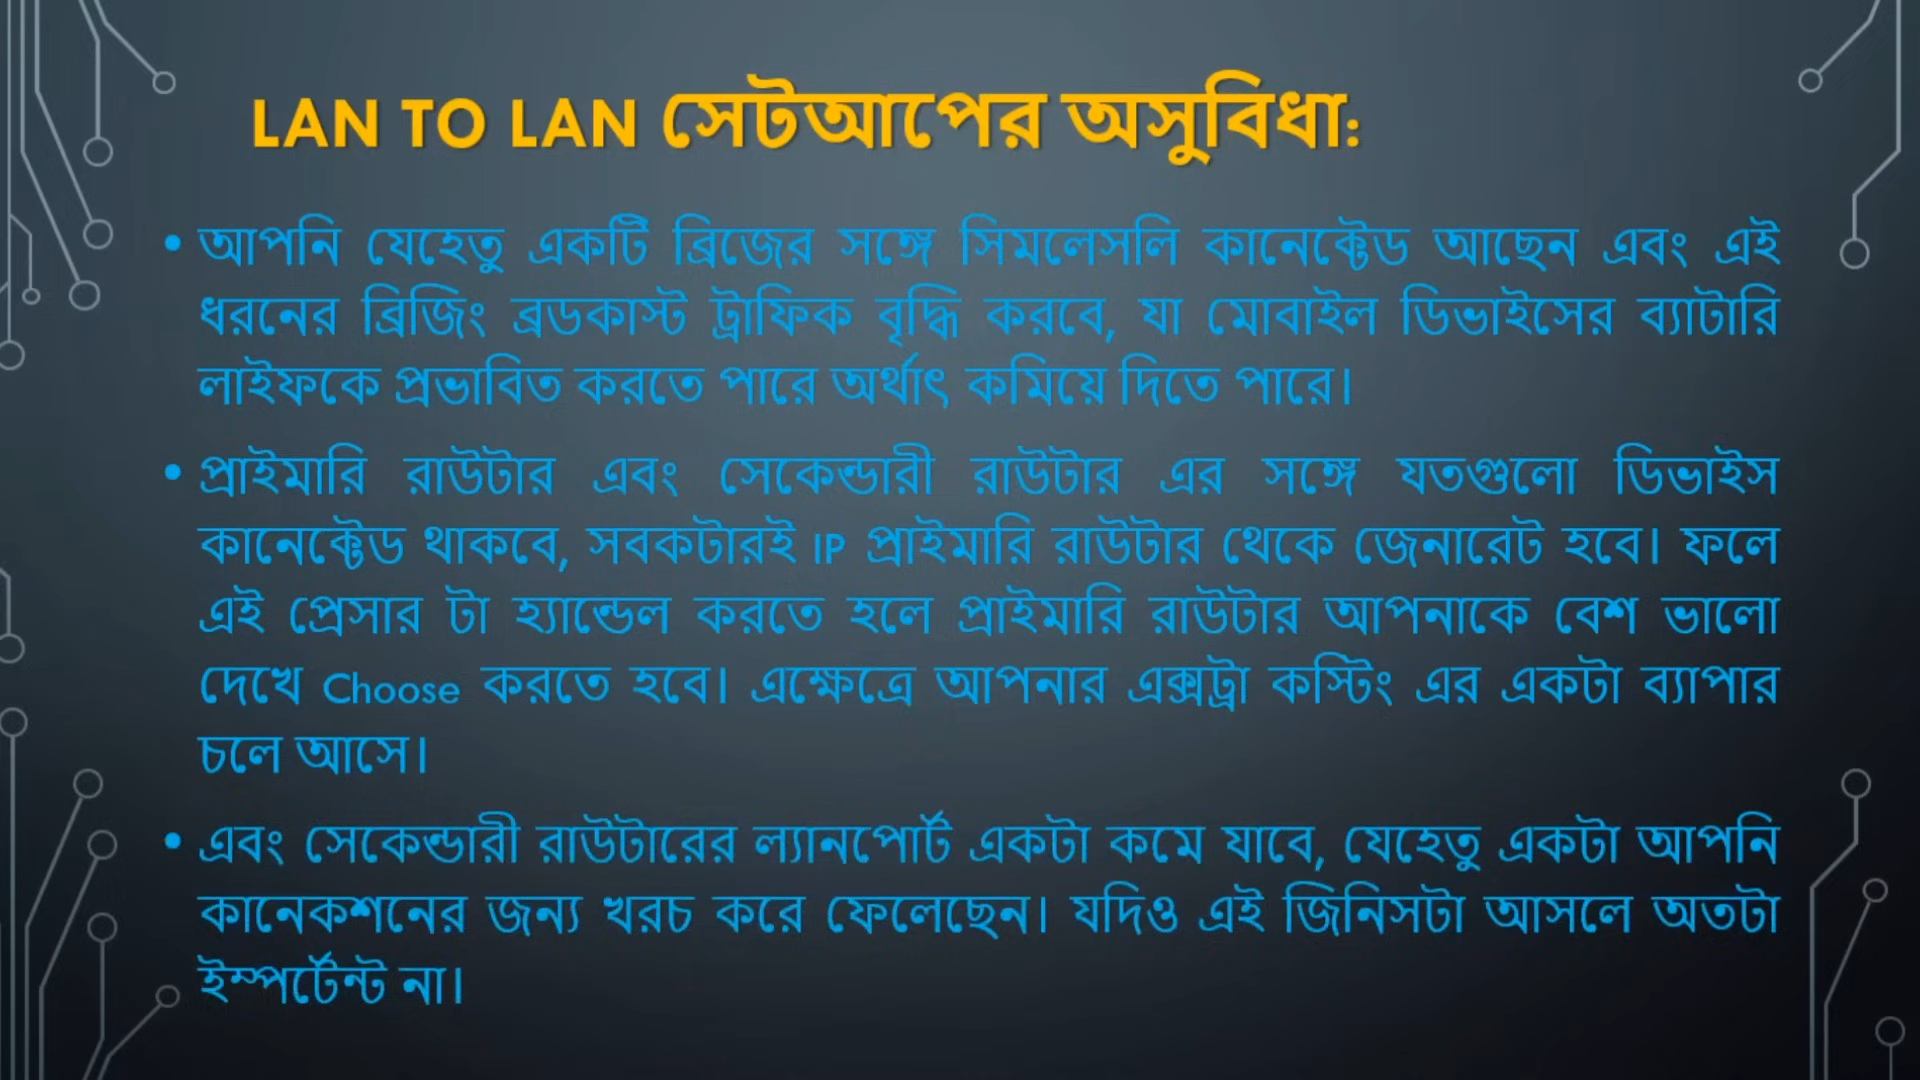 LAN TO LAN সেটআপের অসুবিধা:
• আপনি যেহেতু একটি ব্রিজের সঙ্গে সিমলেসলি কানেক্টেড আছেন এবং এই
ধরনের ব্রিজিং ব্রডকাস্ট ট্রাফিক বৃদ্ধি করবে, যা মোবাইল ডিভাইসের ব্যাটারি
লাইফকে প্রভাবিত করতে পারে অর্থাৎ কমিয়ে দিতে পারে।
• প্রাইমারি রাউটার এবং সেকেন্ডারী রাউটার এর সঙ্গে যতগুলো ডিভাইস
কানেক্টেড থাকবে, সবকটারই IP প্রাইমারি রাউটার থেকে জেনারেট হবে। ফলে
এই প্রেসার টা হ্যান্ডেল করতে হলে প্রাইমারি রাউটার আপনাকে বেশ ভালো
দেখে Choose করতে হবে। এক্ষেত্রে আপনার এক্সট্রা কস্টিং এর একটা ব্যাপার
চলে আসে।
• এবং সেকেন্ডারী রাউটারের ল্যানপোর্ট একটা কমে যাবে, যেহেতু একটা আপনি
কানেকশনের জন্য খরচ করে ফেলেছেন। যদিও এই জিনিসটা আসলে অতটা
ইম্পর্টেন্ট না।